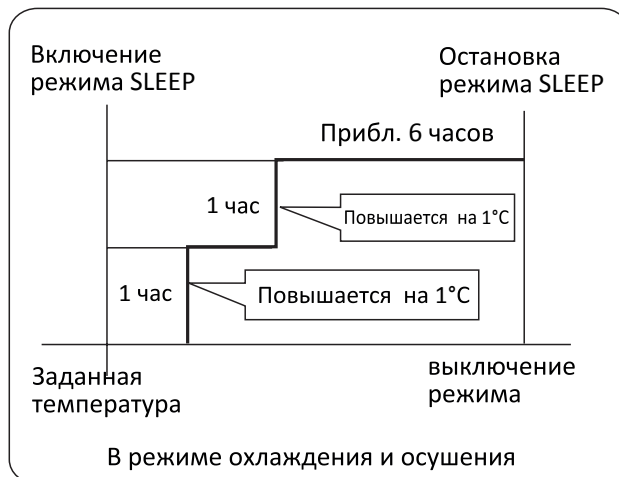 Включение
режима SLEEP
Остановка
режима SLEEP
Прибл. 6 часов
1 час
Повышается на 1°C
1 час
Повышается на 1°C
Заданная
температура
выключение
режима
В режиме охлаждения и осушения